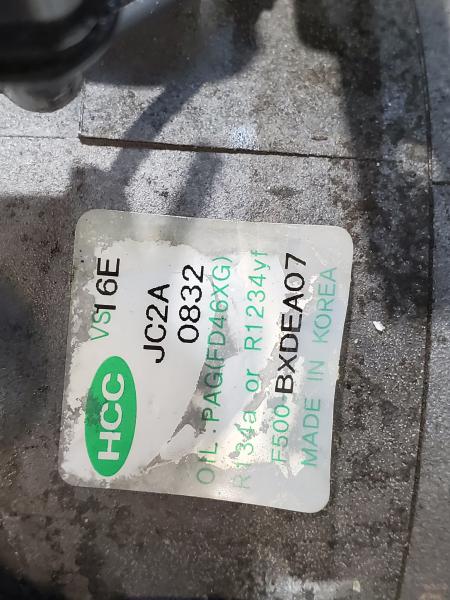 HCC VS16E
JC2A
0832
OIL : PAG(FD46XG)
R134a or R1234yf
F500-BXDEA07
MADE IN KOREA